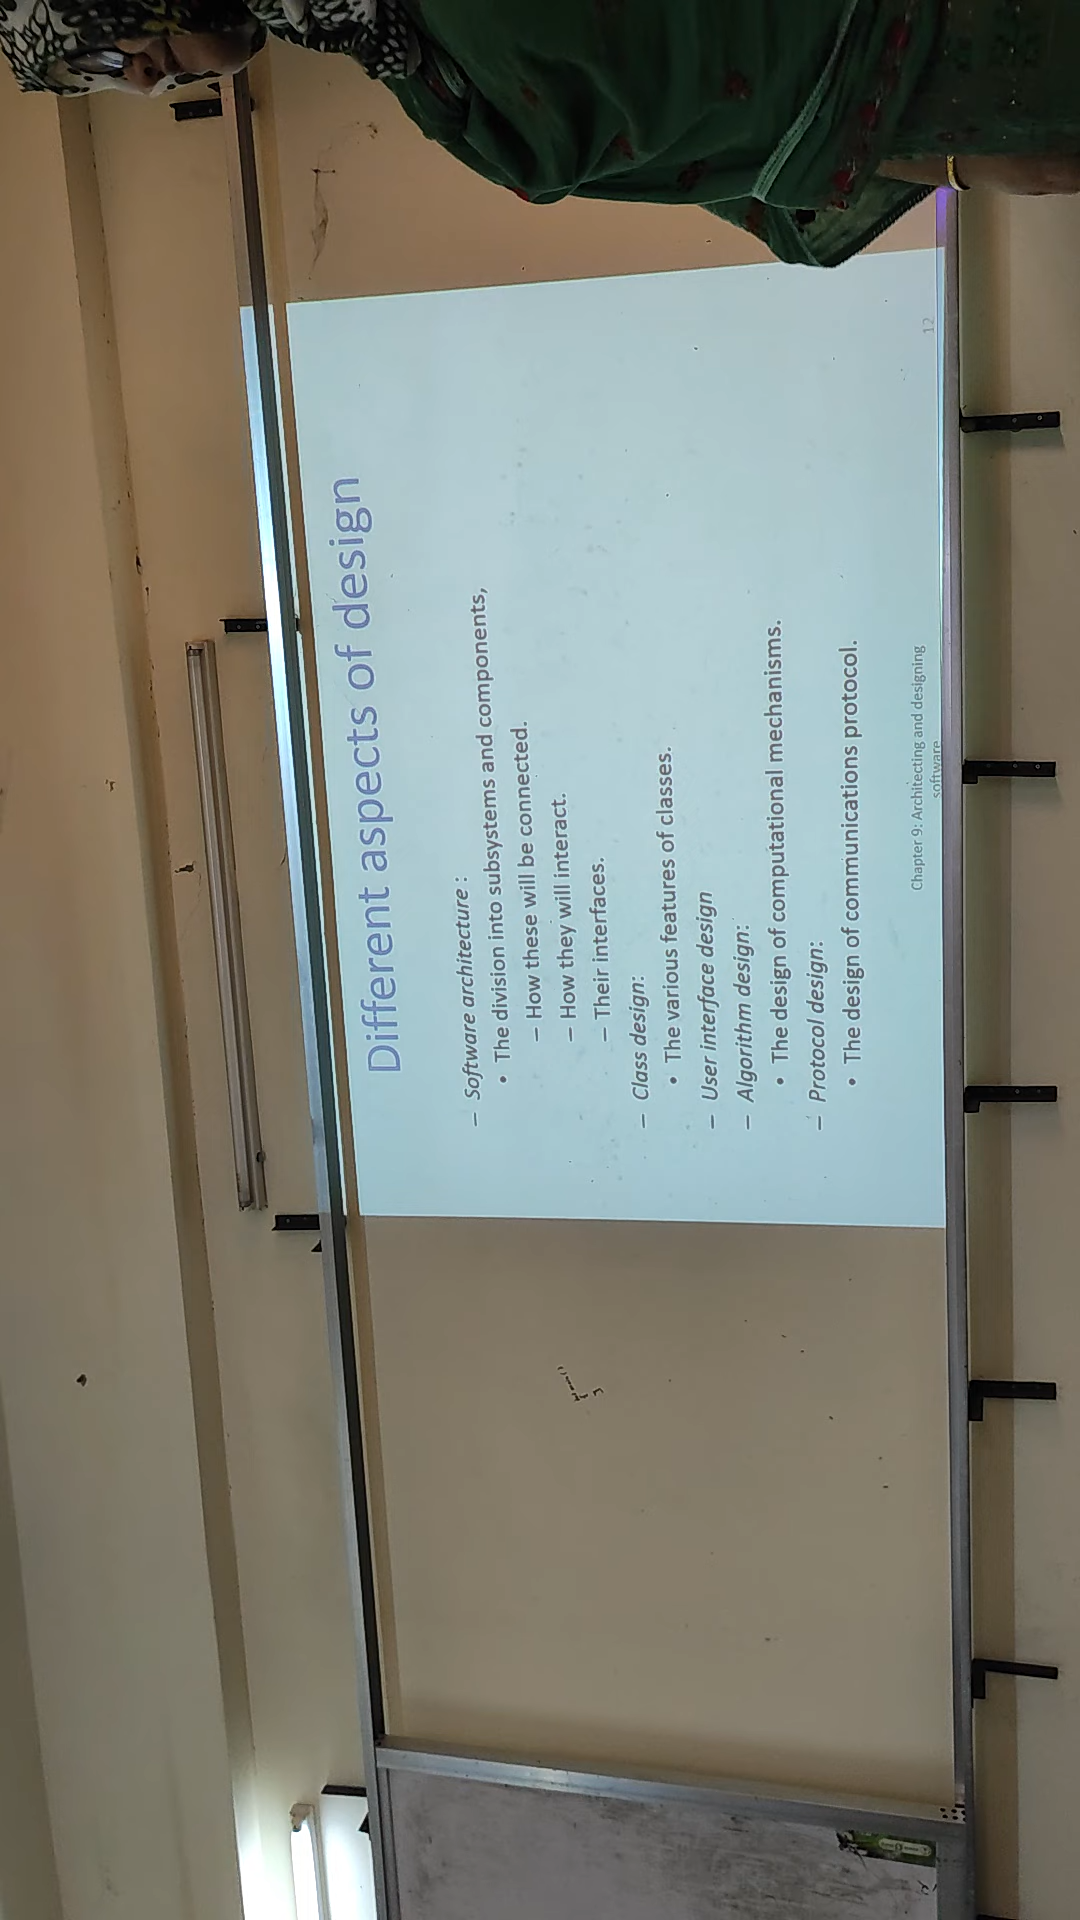 Different aspects of design
– Software architecture :
• The division into subsystems and components,
– How these will be connected.
– How they will interact.
– Their interfaces.
– Class design:
• The various features of classes.
– User interface design
– Algorithm design:
• The design of computational mechanisms.
– Protocol design:
• The design of communications protocol.
Chapter 9: Architecting and designing
software
12